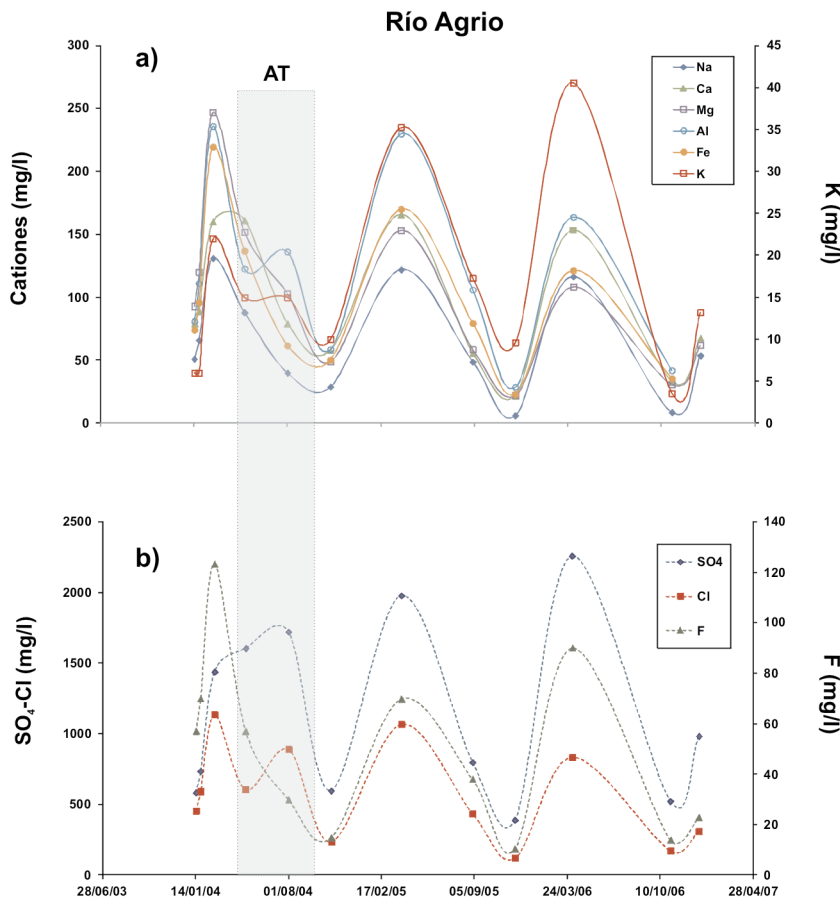 Río Agrio
a)
AT
Cationes (mg/l)
300
250
200
150
100
50
0
45
40
35
30
25
20
15
10
5
0
K (mg/l)
Na
Ca
Mg
Al
Fe
K
b)
SO₄-Cl (mg/l)
2500
2000
1500
1000
500
0
140
120
100
80
60
40
20
0
F (mg/l)
SO4
Cl
F
28/06/03 14/01/04 01/08/04 17/02/05 05/09/05 24/03/06 10/10/06 28/04/07